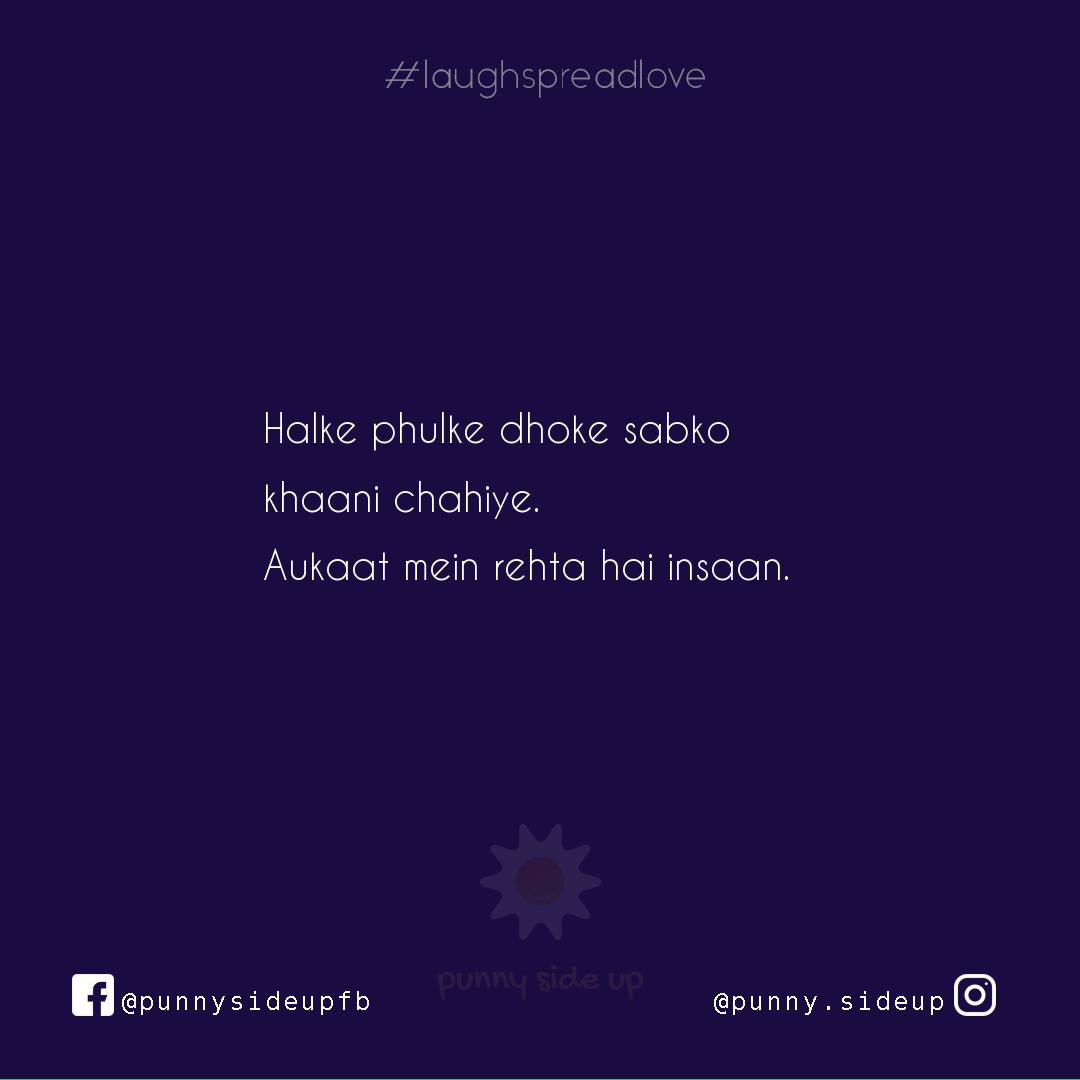 #laughspreadlove
Halke phulke dhoke sabko
khaani chahiye.
Aukaat mein rehta hai insaan.
punny side up
@punnysideupfb
@punny.sideup